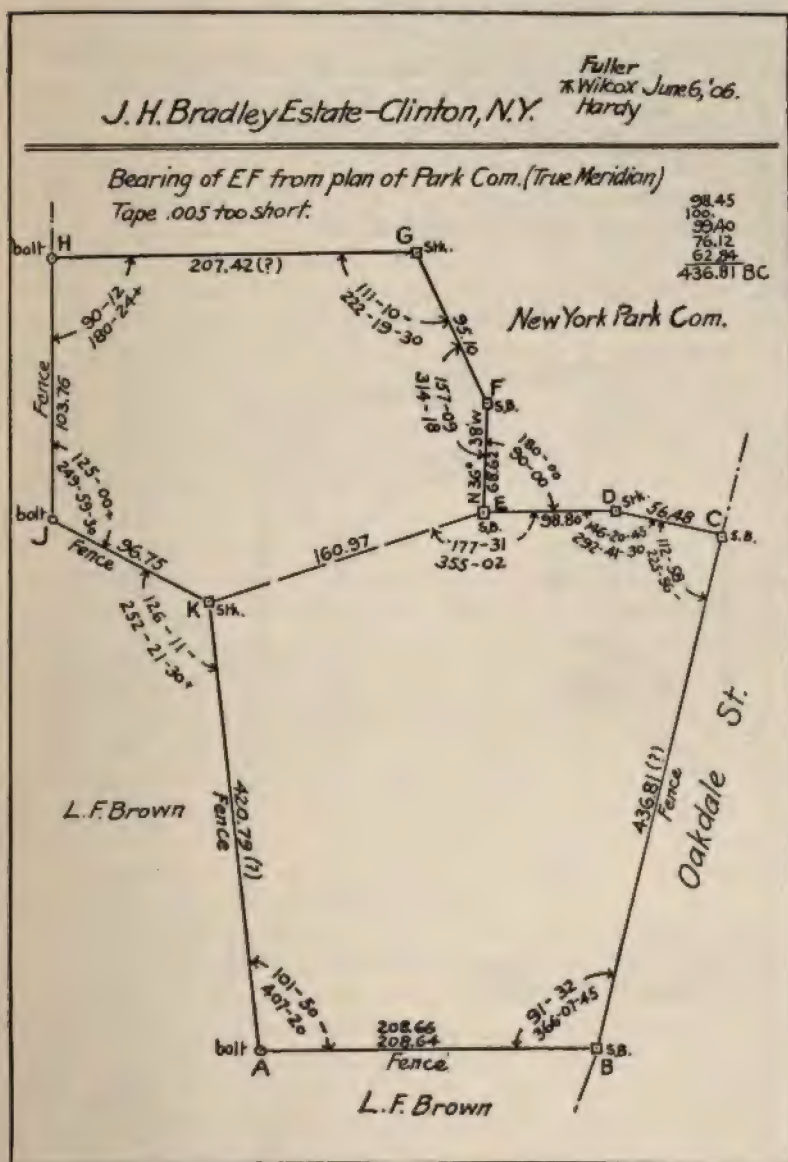 Fuller
J.H. Bradley Estate-Clinton, N.Y. ⊼ Wilcox June 6, '06.
Hardy
Bearing of EF from plan of Park Com. (True Meridian)
Tape .005 too short.
98.45
100.
99.40
76.12
62.84
436.81 BC
bolt H
207.42 (?)
G Stk.
90-12
180-24+
111-10-
222-19-30
95.10
New York Park Com.
Fence
103.76
157-09
314-18
F
S.B.
N 36° 38' W
68.62
180-00
90-00
E
S.B.
98.80
D Stk.
56.48
C
S.B.
146-20-45
292-41-30
112-58
225-56-
125-00+
249-59-30
bolt
J
Fence
96.75
160.97
177-31
355-02
K Stk.
126-11-
252-21-30+
L.F. Brown
420.79 (?)
Fence
436.81 (?)
Fence
Oakdale St.
101-50
407-20
91-32
366-07-45
bolt
A
208.66
208.64
Fence
S.B.
B
L.F. Brown